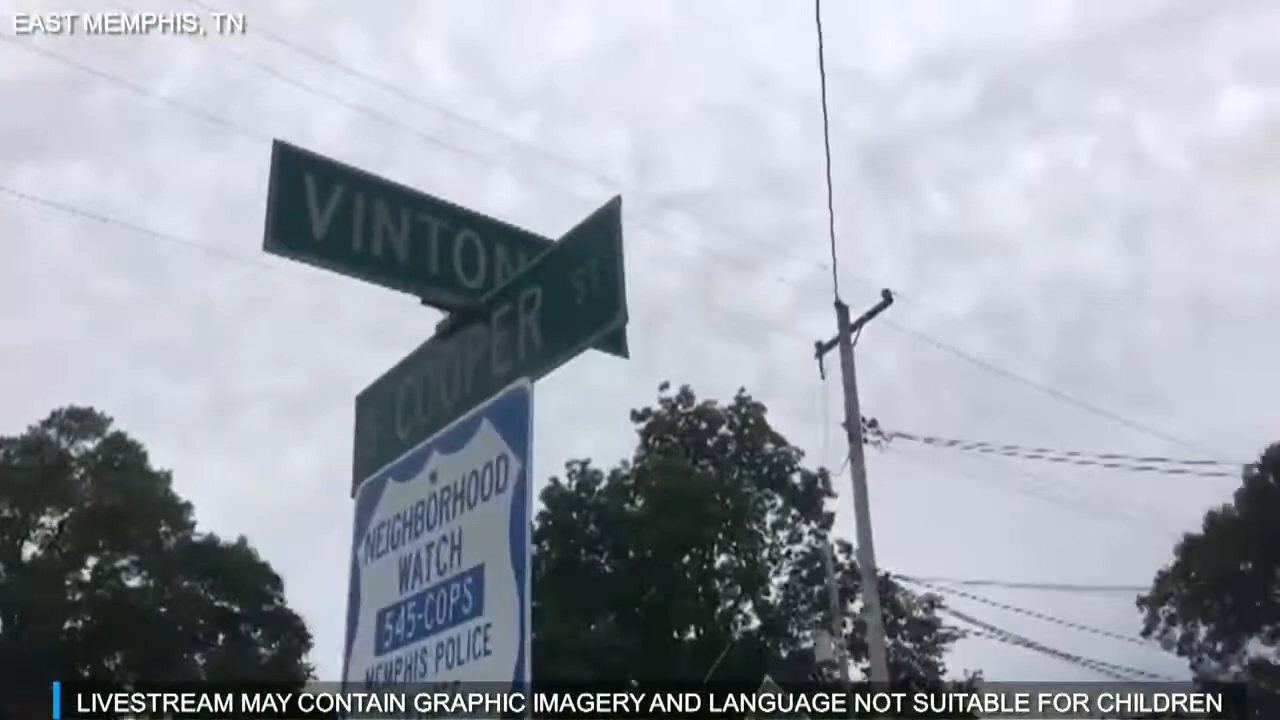 EAST MEMPHIS, TN
VINTON
COOPER ST
NEIGHBORHOOD
WATCH
545-COPS
MEMPHIS POLICE
LIVESTREAM MAY CONTAIN GRAPHIC IMAGERY AND LANGUAGE NOT SUITABLE FOR CHILDREN